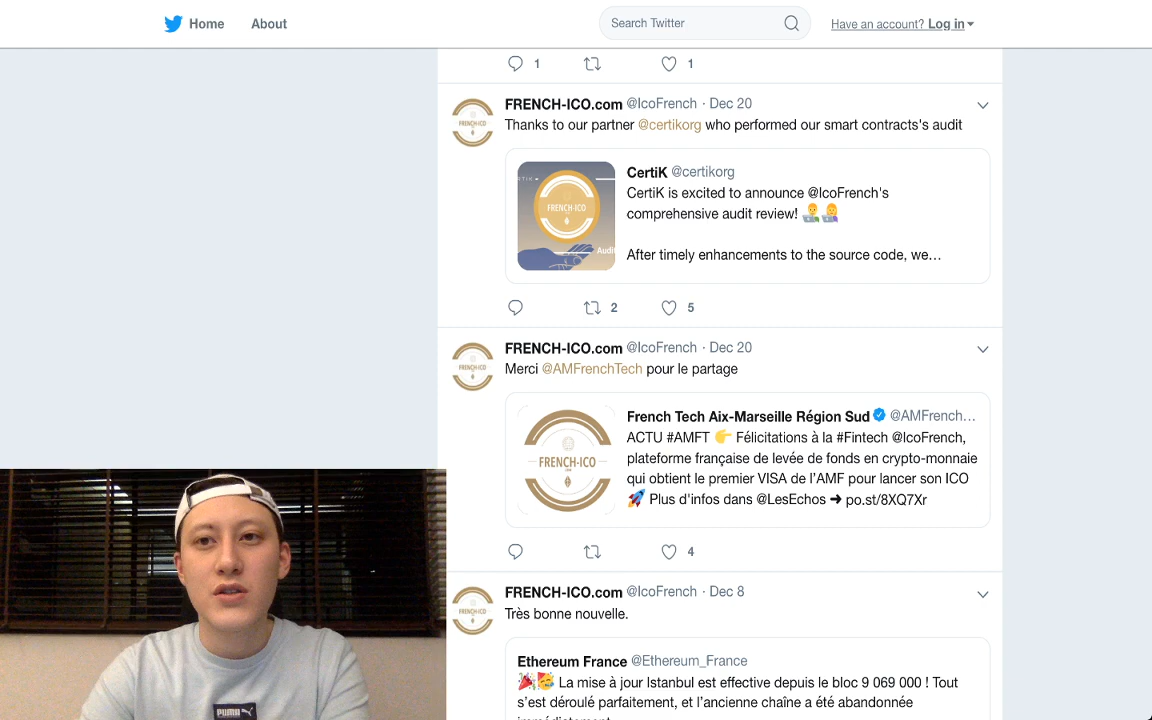 Home
About
Search Twitter
Have an account? Log in
1
1
FRENCH-ICO.com @IcoFrench · Dec 20
Thanks to our partner @certikorg who performed our smart contracts's audit
FRENCH-ICO
CertiK @certikorg
CertiK is excited to announce @IcoFrench's
comprehensive audit review!
After timely enhancements to the source code, we…
FRENCH-ICO
Audit
2
5
FRENCH-ICO.com @IcoFrench · Dec 20
Merci @AMFrenchTech pour le partage
FRENCH-ICO
French Tech Aix-Marseille Région Sud @AMFrench…
ACTU #AMFT 👉 Félicitations à la #Fintech @IcoFrench,
plateforme française de levée de fonds en crypto-monnaie
qui obtient le premier VISA de l'AMF pour lancer son ICO
🚀 Plus d'infos dans @LesEchos ➜ po.st/8XQ7Xr
FRENCH-ICO
4
FRENCH-ICO.com @IcoFrench · Dec 8
Très bonne nouvelle.
FRENCH-ICO
Ethereum France @Ethereum_France
🎉🥳 La mise à jour Istanbul est effective depuis le bloc 9 069 000 ! Tout
s'est déroulé parfaitement, et l'ancienne chaîne a été abandonnée
PUMA